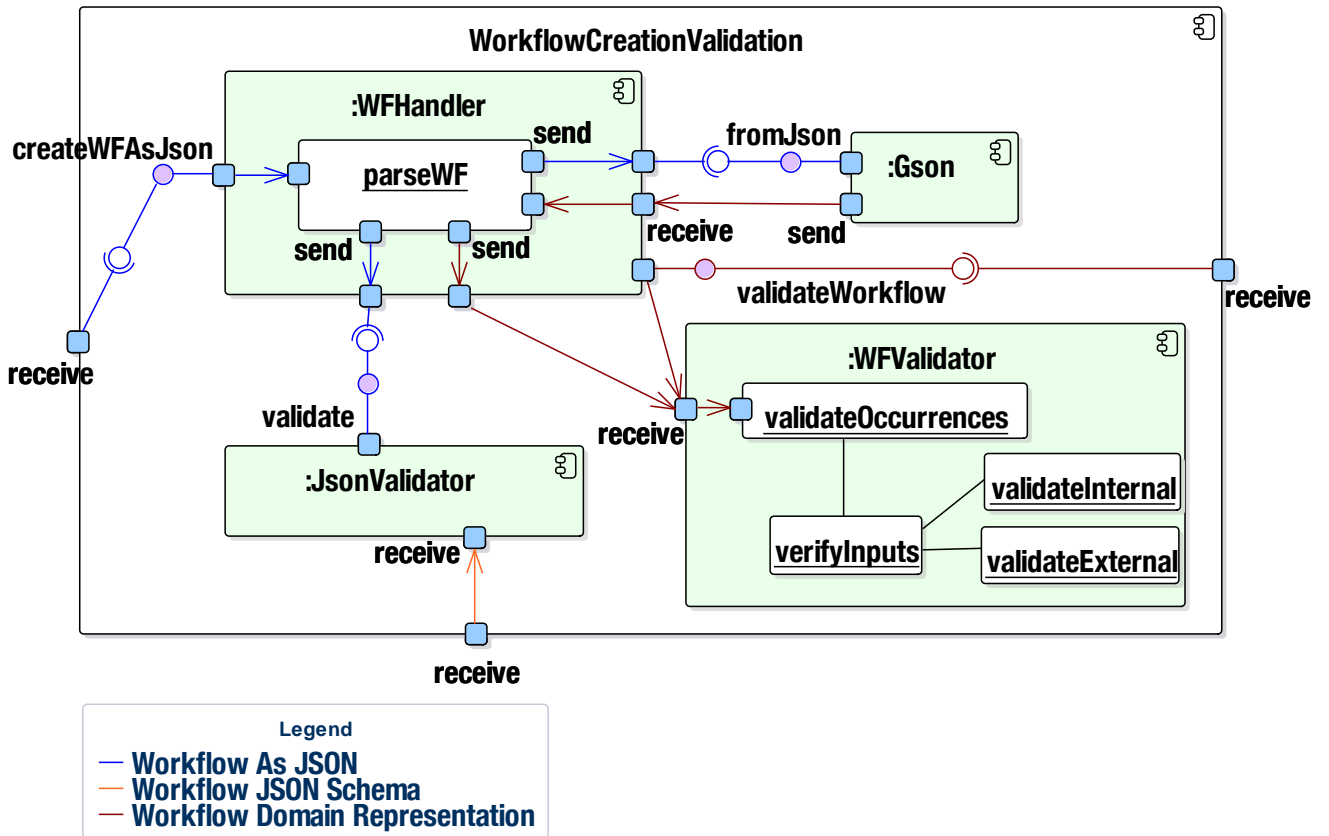 WorkflowCreationValidation
:WFHandler
createWFAsJson
send
fromJson
parseWF
:Gson
send
send
receive
send
validateWorkflow
receive
receive
:WFValidator
validate
receive
validateOccurrences
:JsonValidator
validateInternal
receive
verifyInputs
validateExternal
receive
Legend
Workflow As JSON
Workflow JSON Schema
Workflow Domain Representation